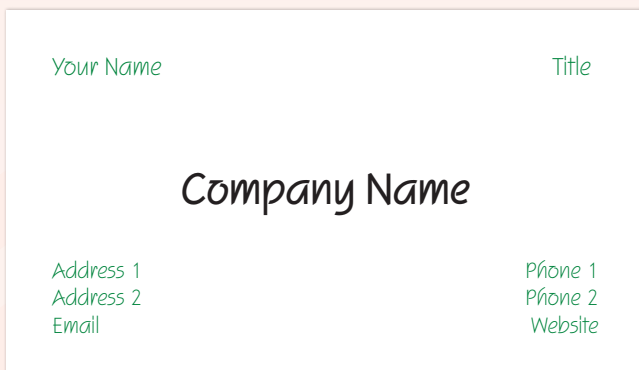 Your Name
Title
Company Name
Address 1
Address 2
Email
Phone 1
Phone 2
Website